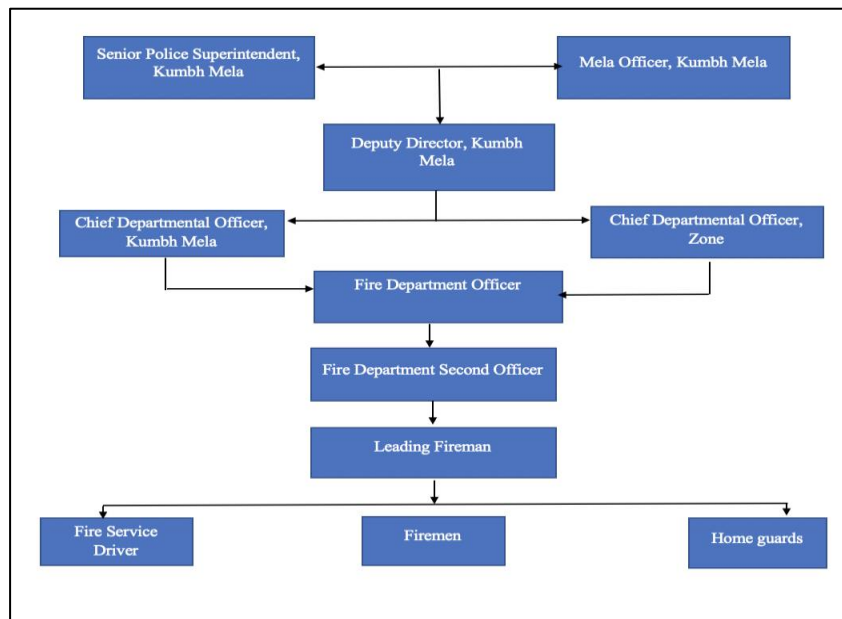 Senior Police Superintendent,
Kumbh Mela
Mela Officer, Kumbh Mela
Deputy Director, Kumbh
Mela
Chief Departmental Officer,
Kumbh Mela
Chief Departmental Officer,
Zone
Fire Department Officer
Fire Department Second Officer
Leading Fireman
Fire Service
Driver
Firemen
Home guards